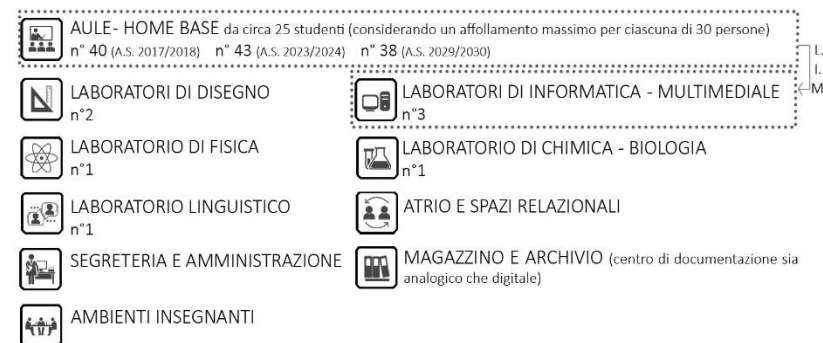 AULE- HOME BASE da circa 25 studenti (considerando un affollamento massimo per ciascuna di 30 persone)
n° 40 (A.S. 2017/2018) n° 43 (A.S. 2023/2024) n° 38 (A.S. 2029/2030)
LABORATORI DI DISEGNO
n°2
LABORATORI DI INFORMATICA - MULTIMEDIALE
n°3
LABORATORIO DI FISICA
n°1
LABORATORIO DI CHIMICA - BIOLOGIA
n°1
LABORATORIO LINGUISTICO
n°1
ATRIO E SPAZI RELAZIONALI
SEGRETERIA E AMMINISTRAZIONE
MAGAZZINO E ARCHIVIO (centro di documentazione sia
analogico che digitale)
AMBIENTI INSEGNANTI